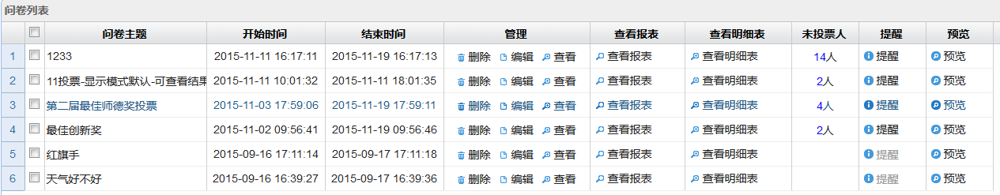 问卷列表
问卷主题 开始时间 结束时间 管理 查看报表 查看明细表 未投票人 提醒 预览
1 1233 2015-11-11 16:17:11 2015-11-19 16:17:13 删除 编辑 查看 查看报表 查看明细表 14人 提醒 预览
2 11投票-显示模式默认-可查看结果 2015-11-11 10:01:32 2015-11-11 18:01:35 删除 编辑 查看 查看报表 查看明细表 2人 提醒 预览
3 第二届最佳师德奖投票 2015-11-03 17:59:06 2015-11-19 17:59:11 删除 编辑 查看 查看报表 查看明细表 4人 提醒 预览
4 最佳创新奖 2015-11-02 09:56:41 2015-11-19 09:56:46 删除 编辑 查看 查看报表 查看明细表 2人 提醒 预览
5 红旗手 2015-09-16 17:11:14 2015-09-17 17:11:18 删除 编辑 查看 查看报表 查看明细表 提醒 预览
6 天气好不好 2015-09-16 16:39:27 2015-09-17 16:39:36 删除 编辑 查看 查看报表 查看明细表 提醒 预览